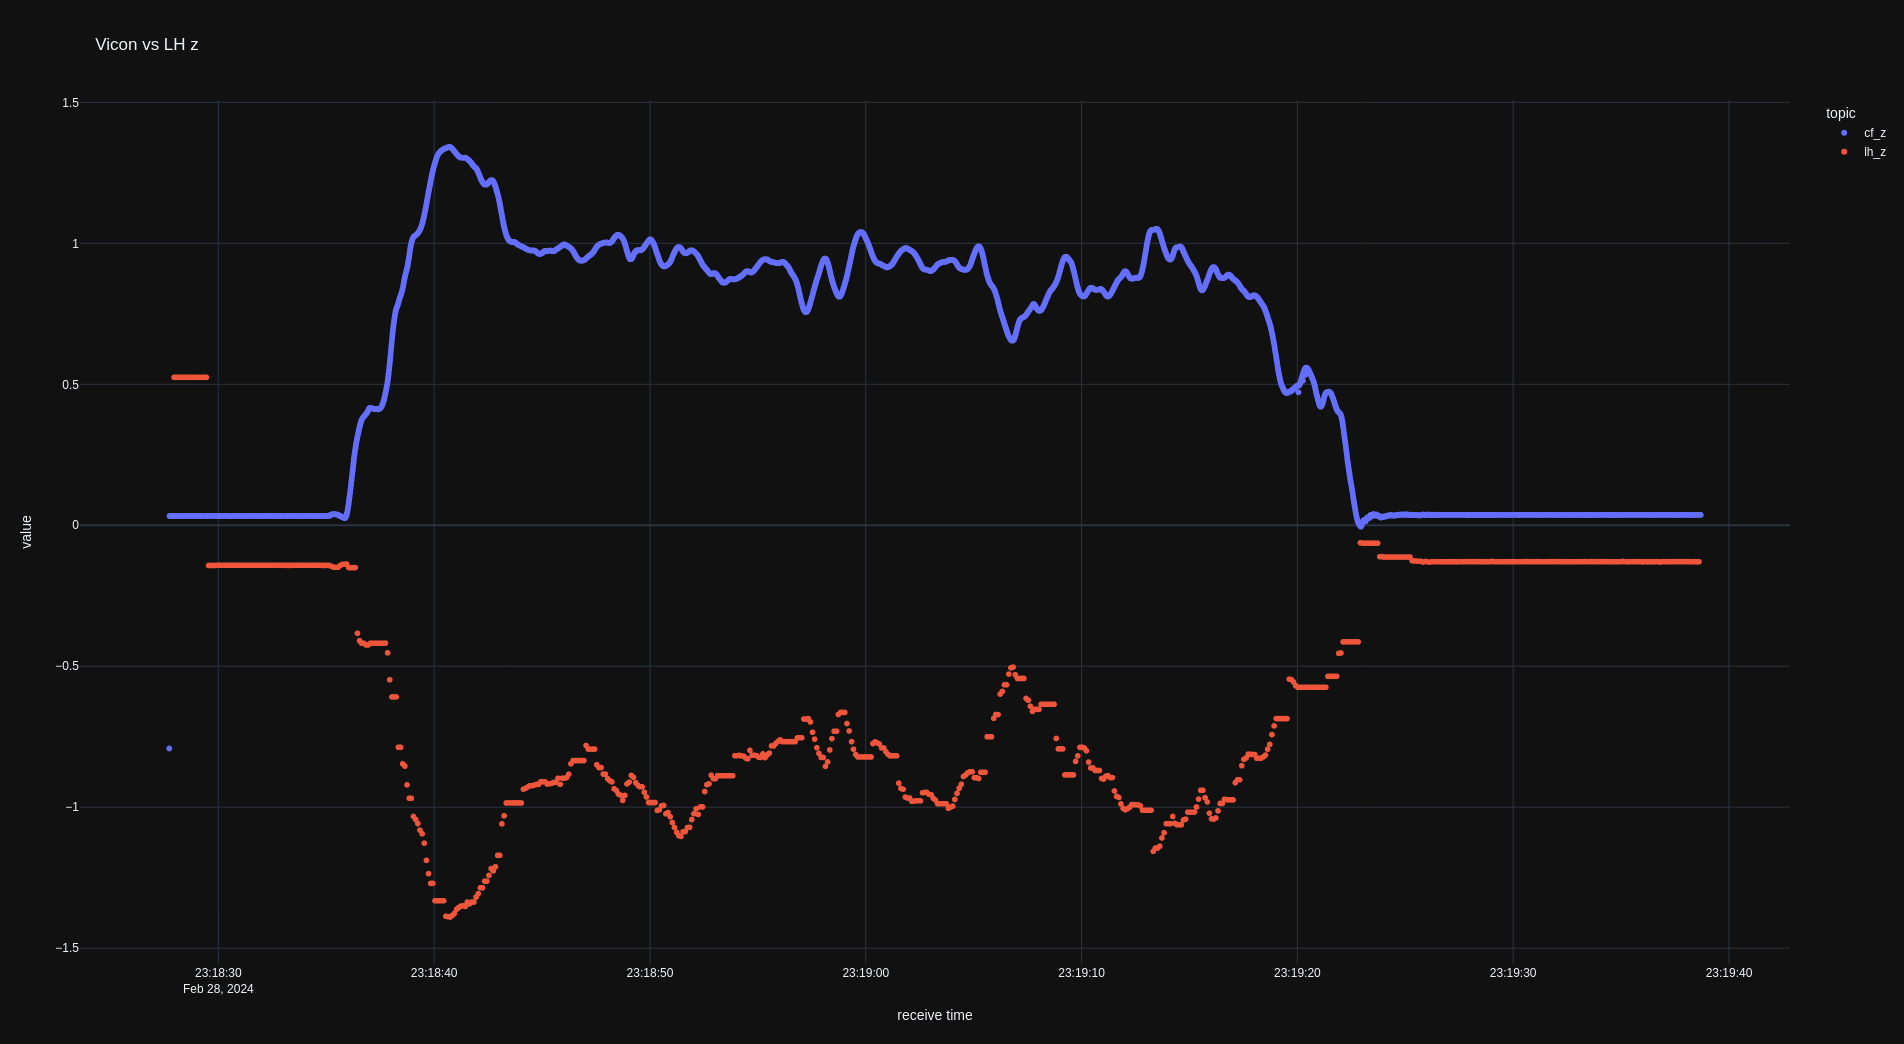 Vicon vs LH z
1.5
1
0.5
0
−0.5
−1
−1.5
value
23:18:30
Feb 28, 2024
23:18:40
23:18:50
23:19:00
23:19:10
23:19:20
23:19:30
23:19:40
receive time
topic
cf_z
lh_z